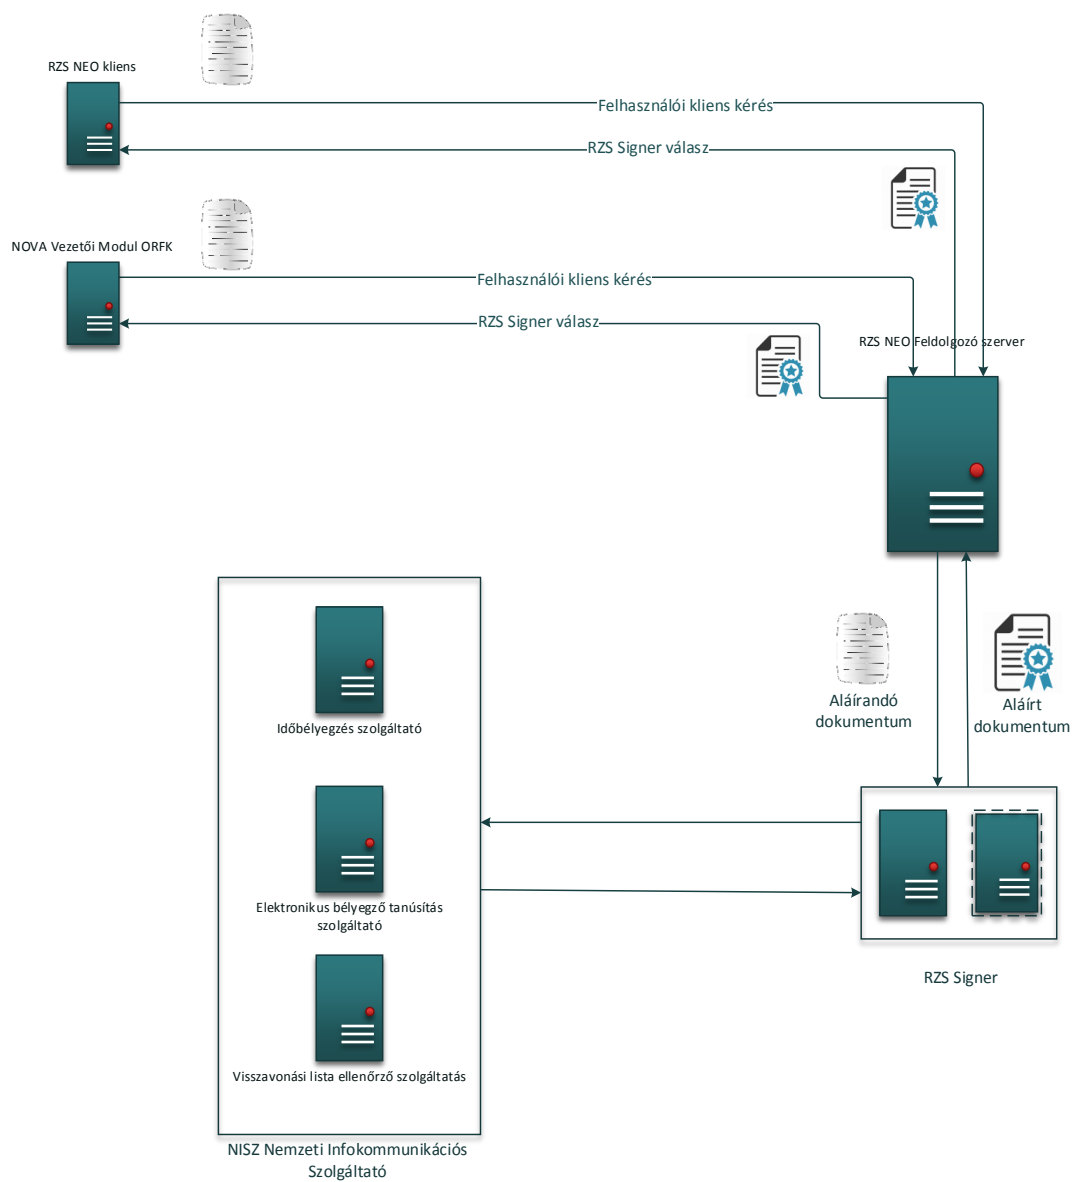 RZS NEO kliens
Felhasználói kliens kérés
RZS Signer válasz
NOVA Vezetői Modul ORFK
Felhasználói kliens kérés
RZS Signer válasz
RZS NEO Feldolgozó szerver
Aláírandó
dokumentum
Aláírt
dokumentum
Időbélyegzés szolgáltató
Elektronikus bélyegző tanúsítás
szolgáltató
RZS Signer
Visszavonási lista ellenőrző szolgáltatás
NISZ Nemzeti Infokommunikációs
Szolgáltató